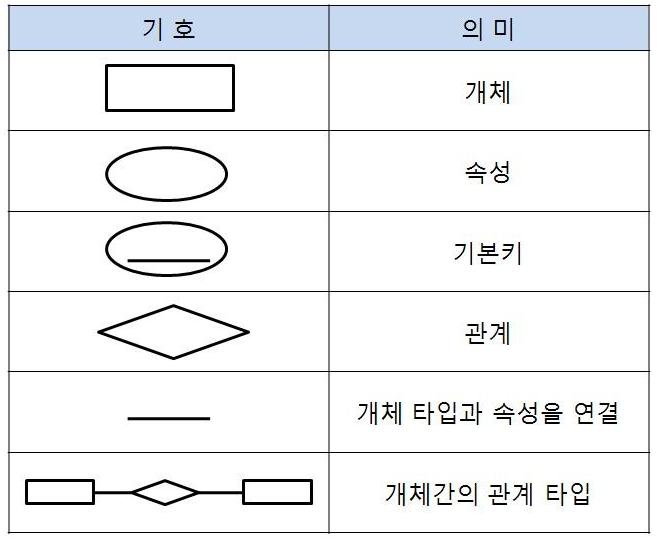 기 호 의 미
개체
속성
기본키
관계
개체 타입과 속성을 연결
개체간의 관계 타입